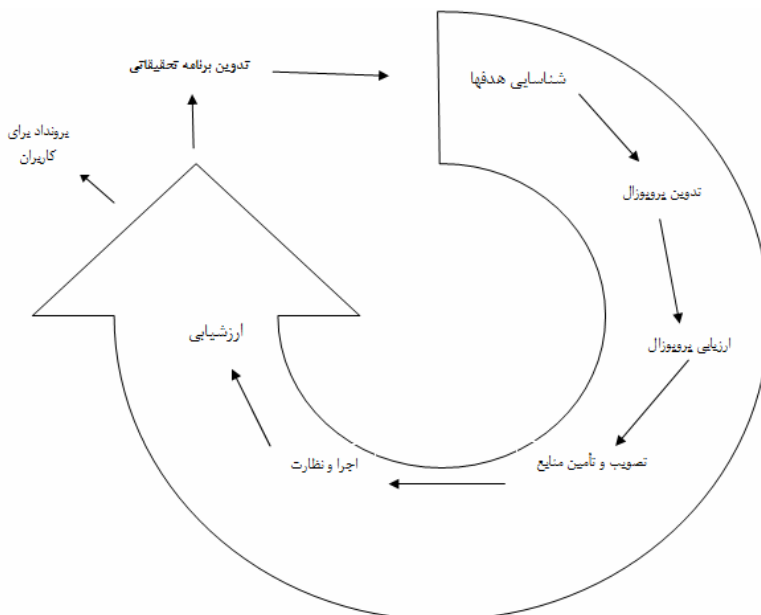 تدوین برنامه تحقیقاتی
شناسایی هدفها
برونداد برای
کاربران
تدوین پروپوزال
ارزشیابی
ارزیابی پروپوزال
تصویب و تأمین منابع
اجرا و نظارت